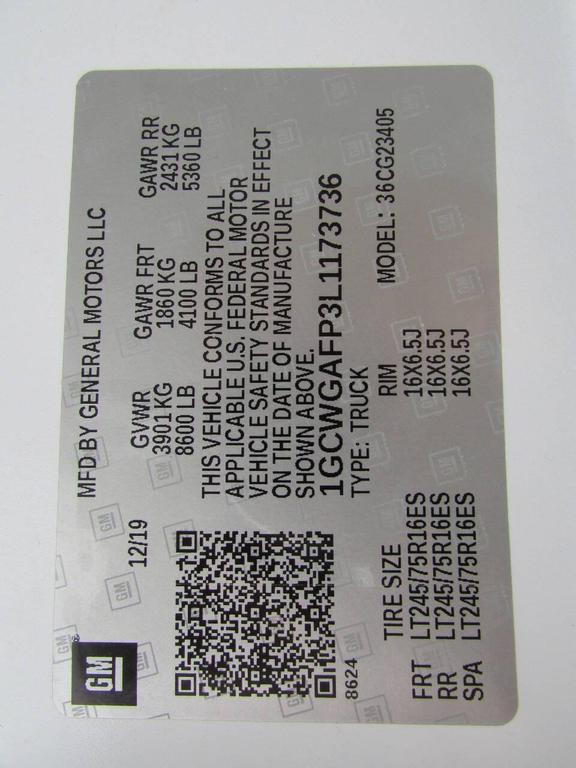 GM
MFD BY GENERAL MOTORS LLC
12/19
GVWR GAWR FRT GAWR RR
3901 KG 1860 KG 2431 KG
8600 LB 4100 LB 5360 LB
THIS VEHICLE CONFORMS TO ALL
APPLICABLE U.S. FEDERAL MOTOR
VEHICLE SAFETY STANDARDS IN EFFECT
ON THE DATE OF MANUFACTURE
SHOWN ABOVE.
1GCWGAFP3L1173736
8624
TYPE: TRUCK MODEL: 36CG23405
TIRE SIZE RIM
FRT LT245/75R16ES 16X6.5J
RR LT245/75R16ES 16X6.5J
SPA LT245/75R16ES 16X6.5J